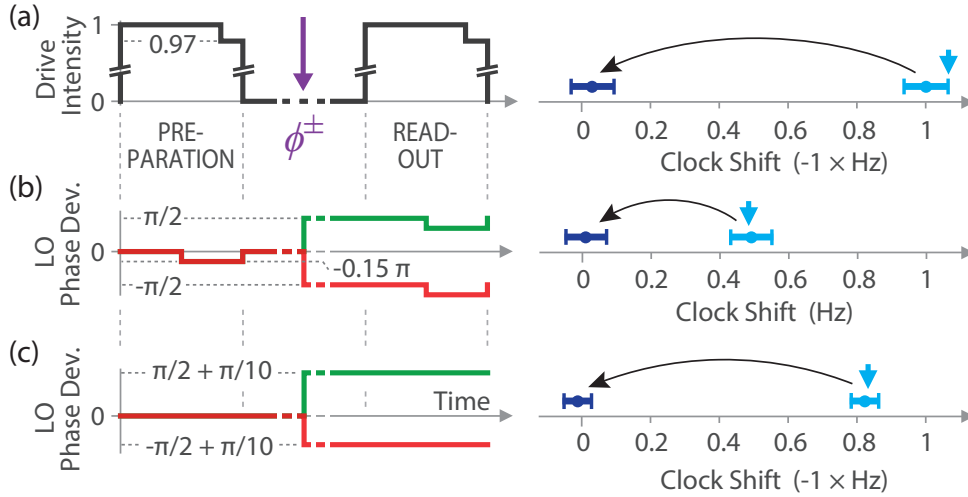 (a)
Drive
Intensity
1
0.97
0
PRE-
PARATION
ϕ±
READ-
OUT
0 0.2 0.4 0.6 0.8 1
Clock Shift (-1 × Hz)
(b)
LO
Phase Dev.
π/2
0
-π/2
-0.15 π
0 0.2 0.4 0.6 0.8 1
Clock Shift (Hz)
(c)
LO
Phase Dev.
π/2 + π/10
0
-π/2 + π/10
Time
0 0.2 0.4 0.6 0.8 1
Clock Shift (-1 × Hz)